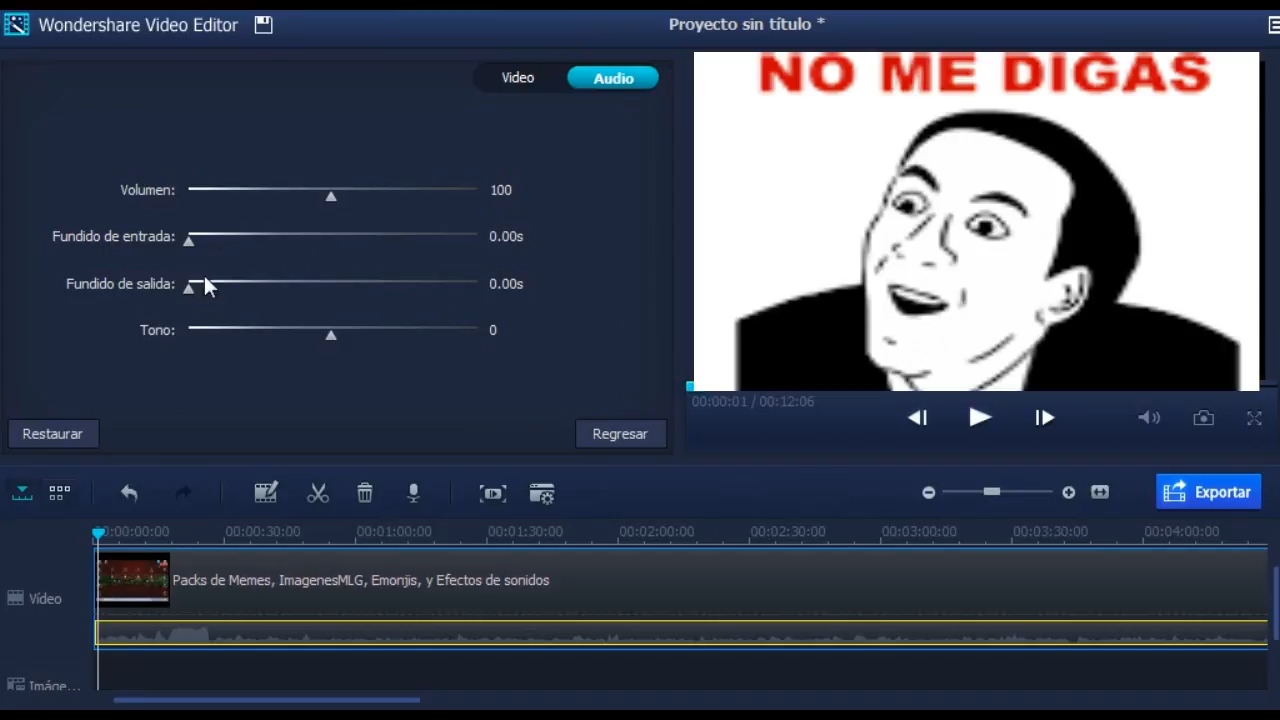 Wondershare Video Editor
Proyecto sin título *
Video
Audio
NO ME DIGAS
Volumen:
100
Fundido de entrada:
0.00s
Fundido de salida:
0.00s
Tono:
0
Restaurar
Regresar
00:00:01 / 00:12:06
Exportar
00:00:00:00
00:00:30:00
00:01:00:00
00:01:30:00
00:02:00:00
00:02:30:00
00:03:00:00
00:03:30:00
00:04:00:00
Vídeo
Packs de Memes, ImagenesMLG, Emonjis, y Efectos de sonidos
Imáge...